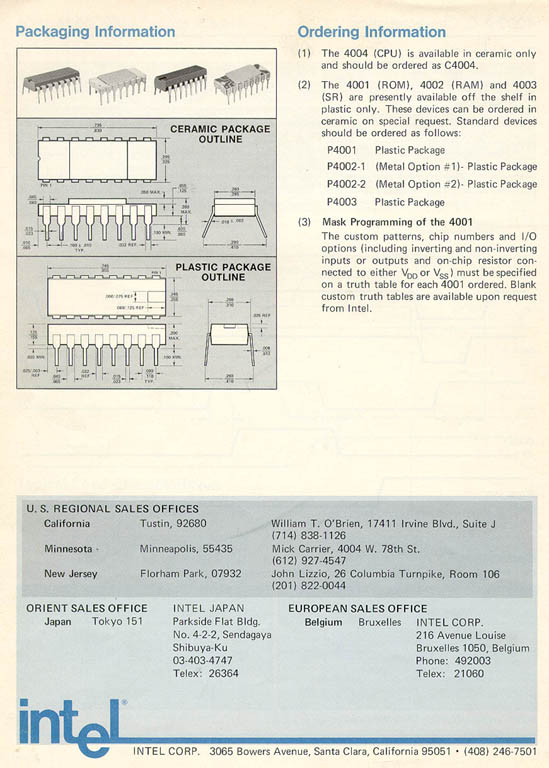 Packaging Information
CERAMIC PACKAGE
OUTLINE
PIN 1
PLASTIC PACKAGE
OUTLINE
PIN 1
Ordering Information
(1) The 4004 (CPU) is available in ceramic only
and should be ordered as C4004.
(2) The 4001 (ROM), 4002 (RAM) and 4003
(SR) are presently available off the shelf in
plastic only. These devices can be ordered in
ceramic on special request. Standard devices
should be ordered as follows:
P4001 Plastic Package
P4002-1 (Metal Option #1)- Plastic Package
P4002-2 (Metal Option #2)- Plastic Package
P4003 Plastic Package
(3) Mask Programming of the 4001
The custom patterns, chip numbers and I/O
options (including inverting and non-inverting
inputs or outputs and on-chip resistor con-
nected to either VDD or VSS) must be specified
on a truth table for each 4001 ordered. Blank
custom truth tables are available upon request
from Intel.
U. S. REGIONAL SALES OFFICES
California Tustin, 92680 William T. O'Brien, 17411 Irvine Blvd., Suite J
(714) 838-1126
Minnesota Minneapolis, 55435 Mick Carrier, 4004 W. 78th St.
(612) 927-4547
New Jersey Florham Park, 07932 John Lizzio, 26 Columbia Turnpike, Room 106
(201) 822-0044
ORIENT SALES OFFICE
Japan Tokyo 151
INTEL JAPAN
Parkside Flat Bldg.
No. 4-2-2, Sendagaya
Shibuya-Ku
03-403-4747
Telex: 26364
EUROPEAN SALES OFFICE
Belgium Bruxelles INTEL CORP.
216 Avenue Louise
Bruxelles 1050, Belgium
Phone: 492003
Telex: 21060
intel®
INTEL CORP. 3065 Bowers Avenue, Santa Clara, California 95051 • (408) 246-7501